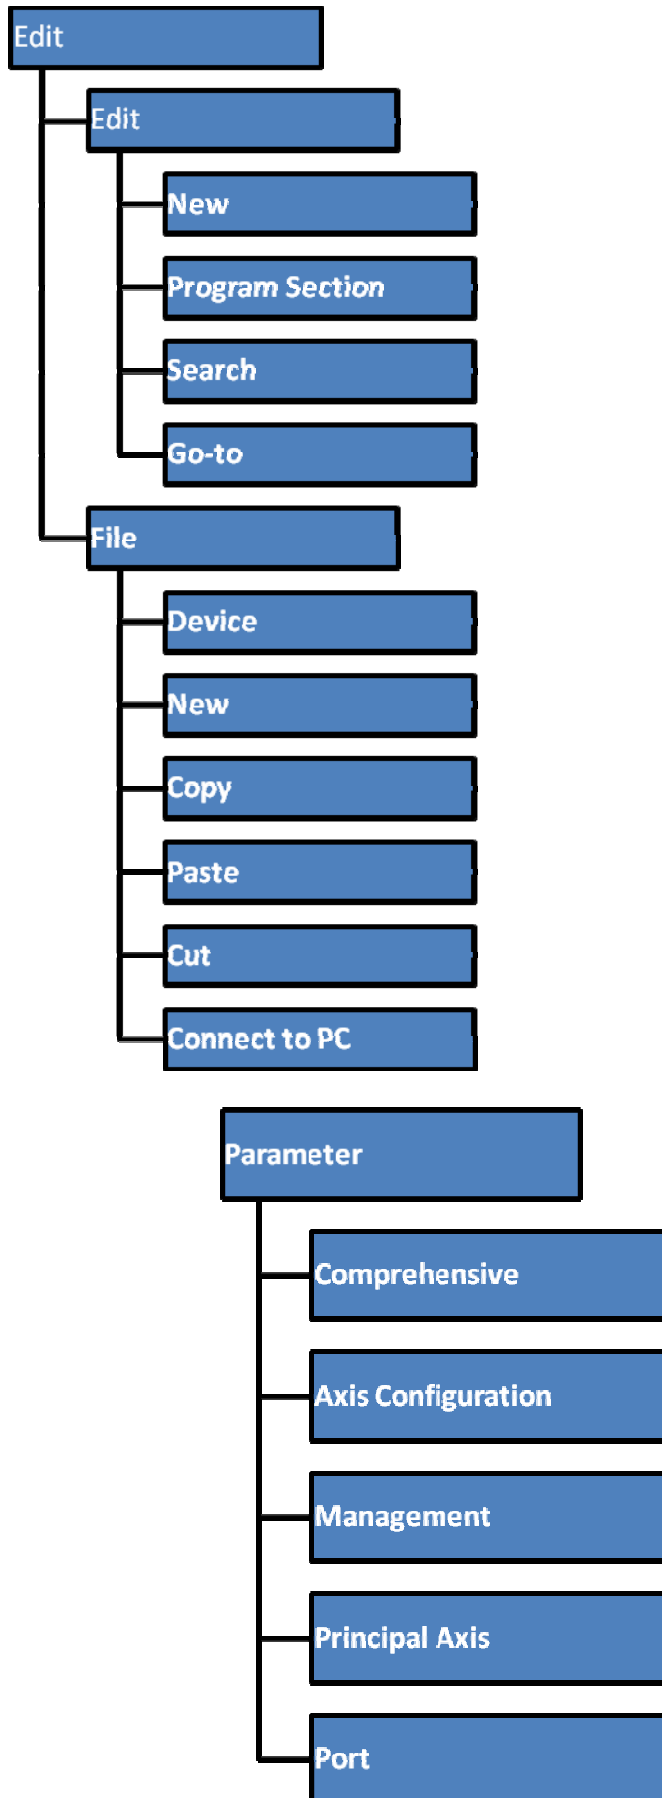 Edit
Edit
New
Program Section
Search
Go-to
File
Device
New
Copy
Paste
Cut
Connect to PC
Parameter
Comprehensive
Axis Configuration
Management
Principal Axis
Port